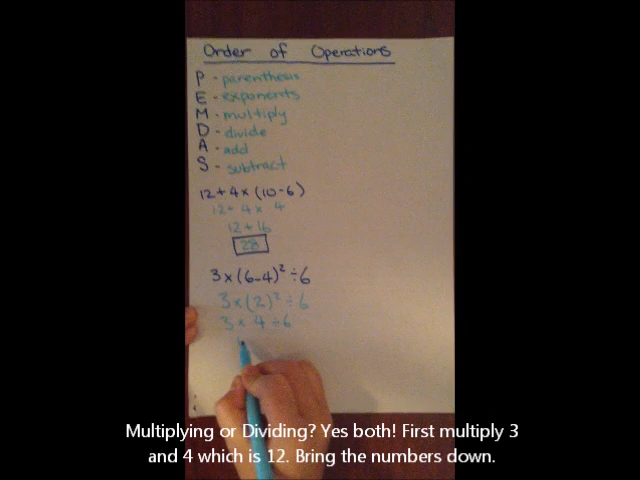 Order of Operations
P - parenthesis
E - exponents
M - multiply
D - divide
A - add
S - subtract
12 + 4 × (10 - 6)
12 + 4 × 4
12 + 16
28
3 × (6 - 4)² ÷ 6
3 × (2)² ÷ 6
3 × 4 ÷ 6
Multiplying or Dividing? Yes both! First multiply 3
and 4 which is 12. Bring the numbers down.